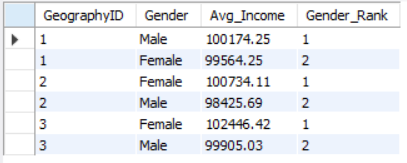 GeographyID Gender Avg_Income Gender_Rank
1 Male 100174.25 1
1 Female 99564.25 2
2 Female 100734.11 1
2 Male 98425.69 2
3 Female 102446.42 1
3 Male 99905.03 2